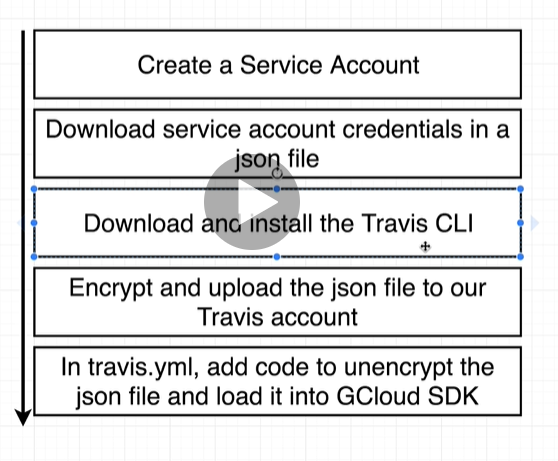 Create a Service Account
Download service account credentials in a
json file
Download and install the Travis CLI
Encrypt and upload the json file to our
Travis account
In travis.yml, add code to unencrypt the
json file and load it into GCloud SDK